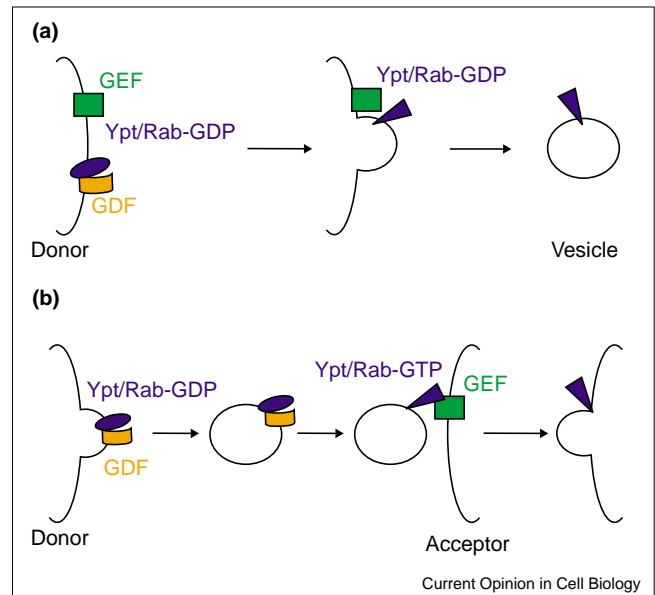 (a)
GEF
Ypt/Rab-GDP
GDF
Donor
Ypt/Rab-GDP
Vesicle
(b)
Ypt/Rab-GDP
GDF
Donor
Ypt/Rab-GTP
GEF
Acceptor
Current Opinion in Cell Biology